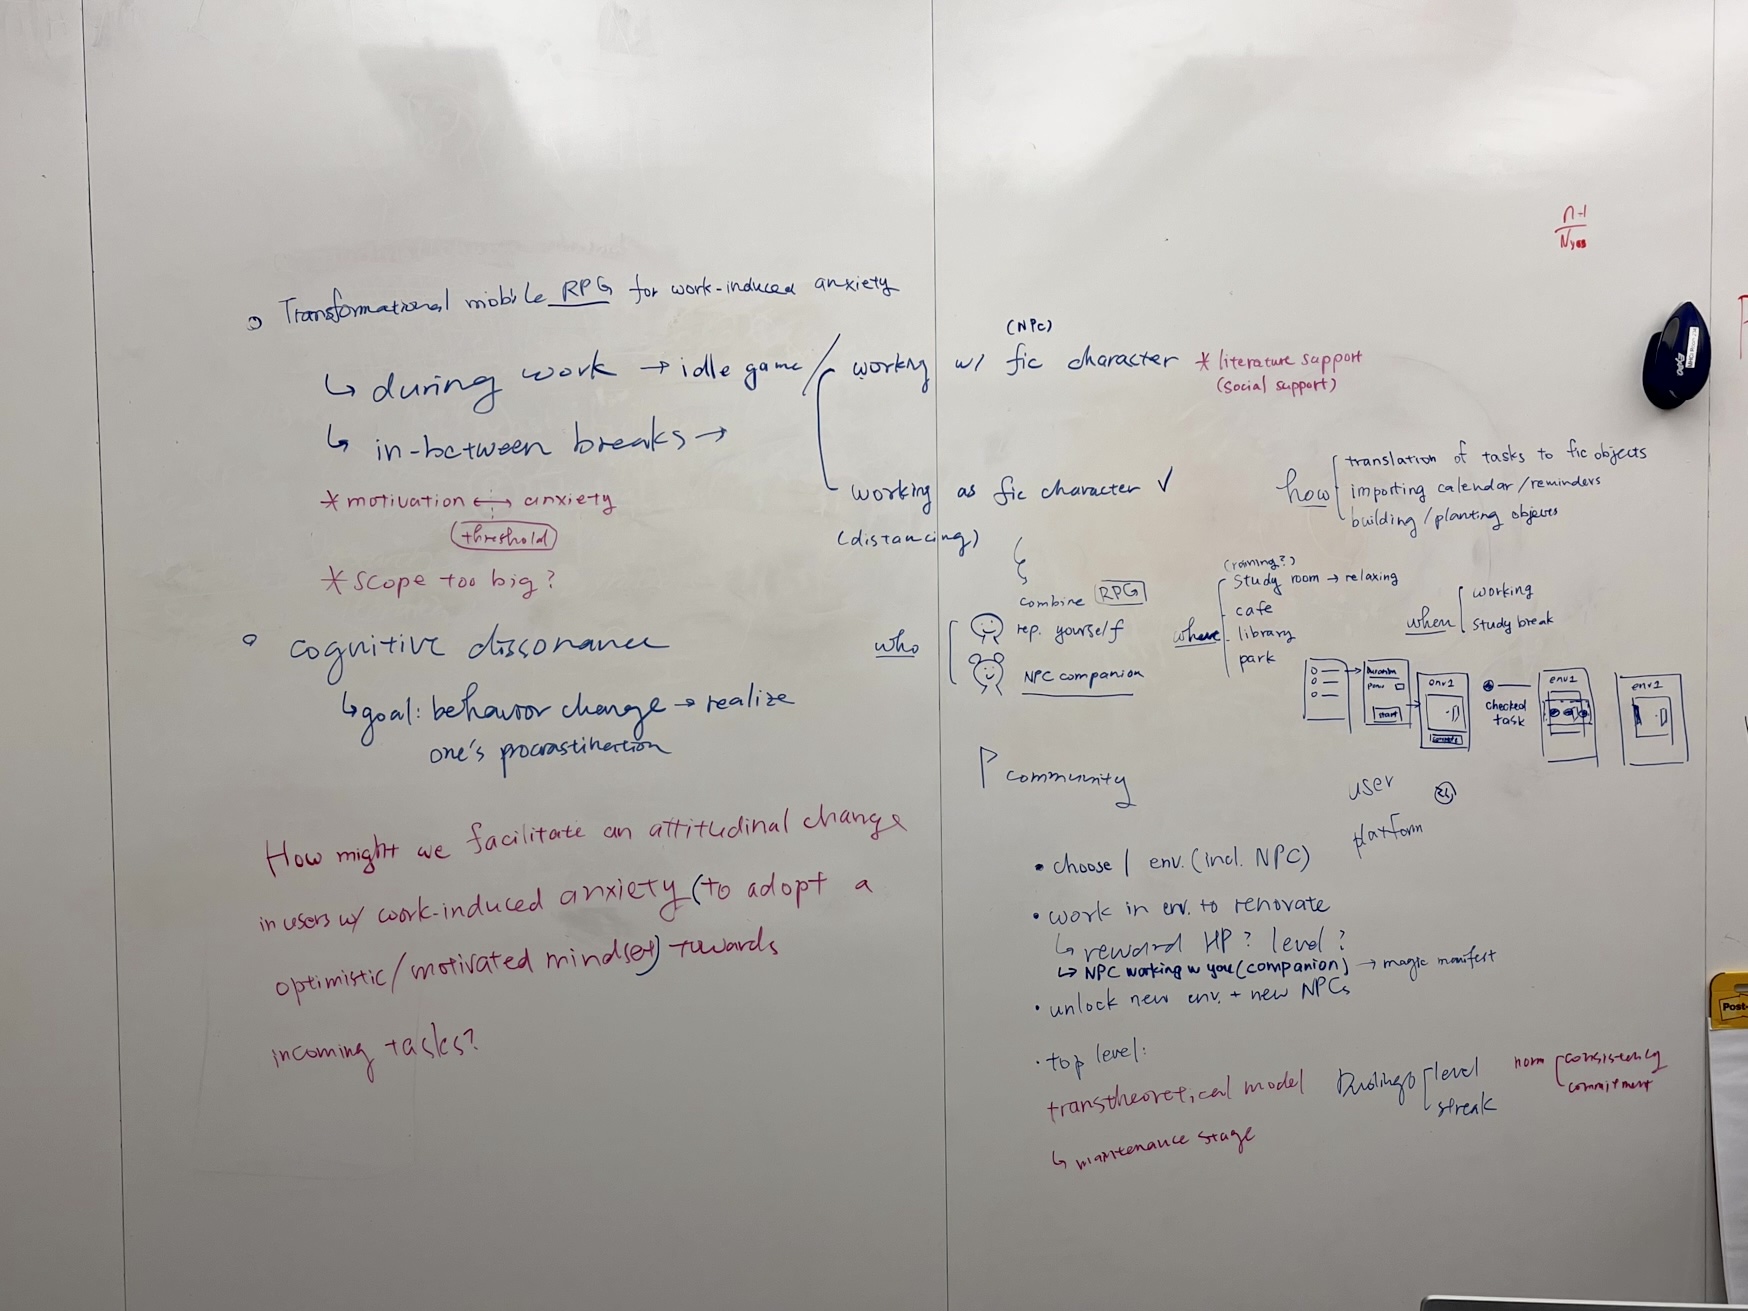 Transformational mobile RPG for work-induced anxiety
↳ during work → idle game /
↳ in-between breaks →
* motivation ↔ anxiety
threshold
* scope too big?
(NPC)
working w/ fic character * literature support
(social support)
working as fic character ✓
(distancing)
combine RPG
how
translation of tasks to fic objects
importing calendar/reminders
building/planting objects
who
rep. yourself
NPC companion
where
study room → relaxing
cafe
library
park
when
working
study break
start
env1
checked
task
env1
env1
cognitive dissonance
↳ goal: behavior change → realize
one's procrastination
How might we facilitate an attitudinal change
in users w/ work-induced anxiety (to adopt a
optimistic/motivated mindset) towards
incoming tasks?
community
user
platform
• choose 1 env. (incl. NPC)
• work in env. to renovate
↳ reward HP? level?
↳ NPC working w you (companion) → magic manifest
• unlock new env. + new NPCs
• top level:
transtheoretical model
↳ maintenance stage
Duolingo
level
streak
norm
consistency
commitment
n-1
Nyes
Post-